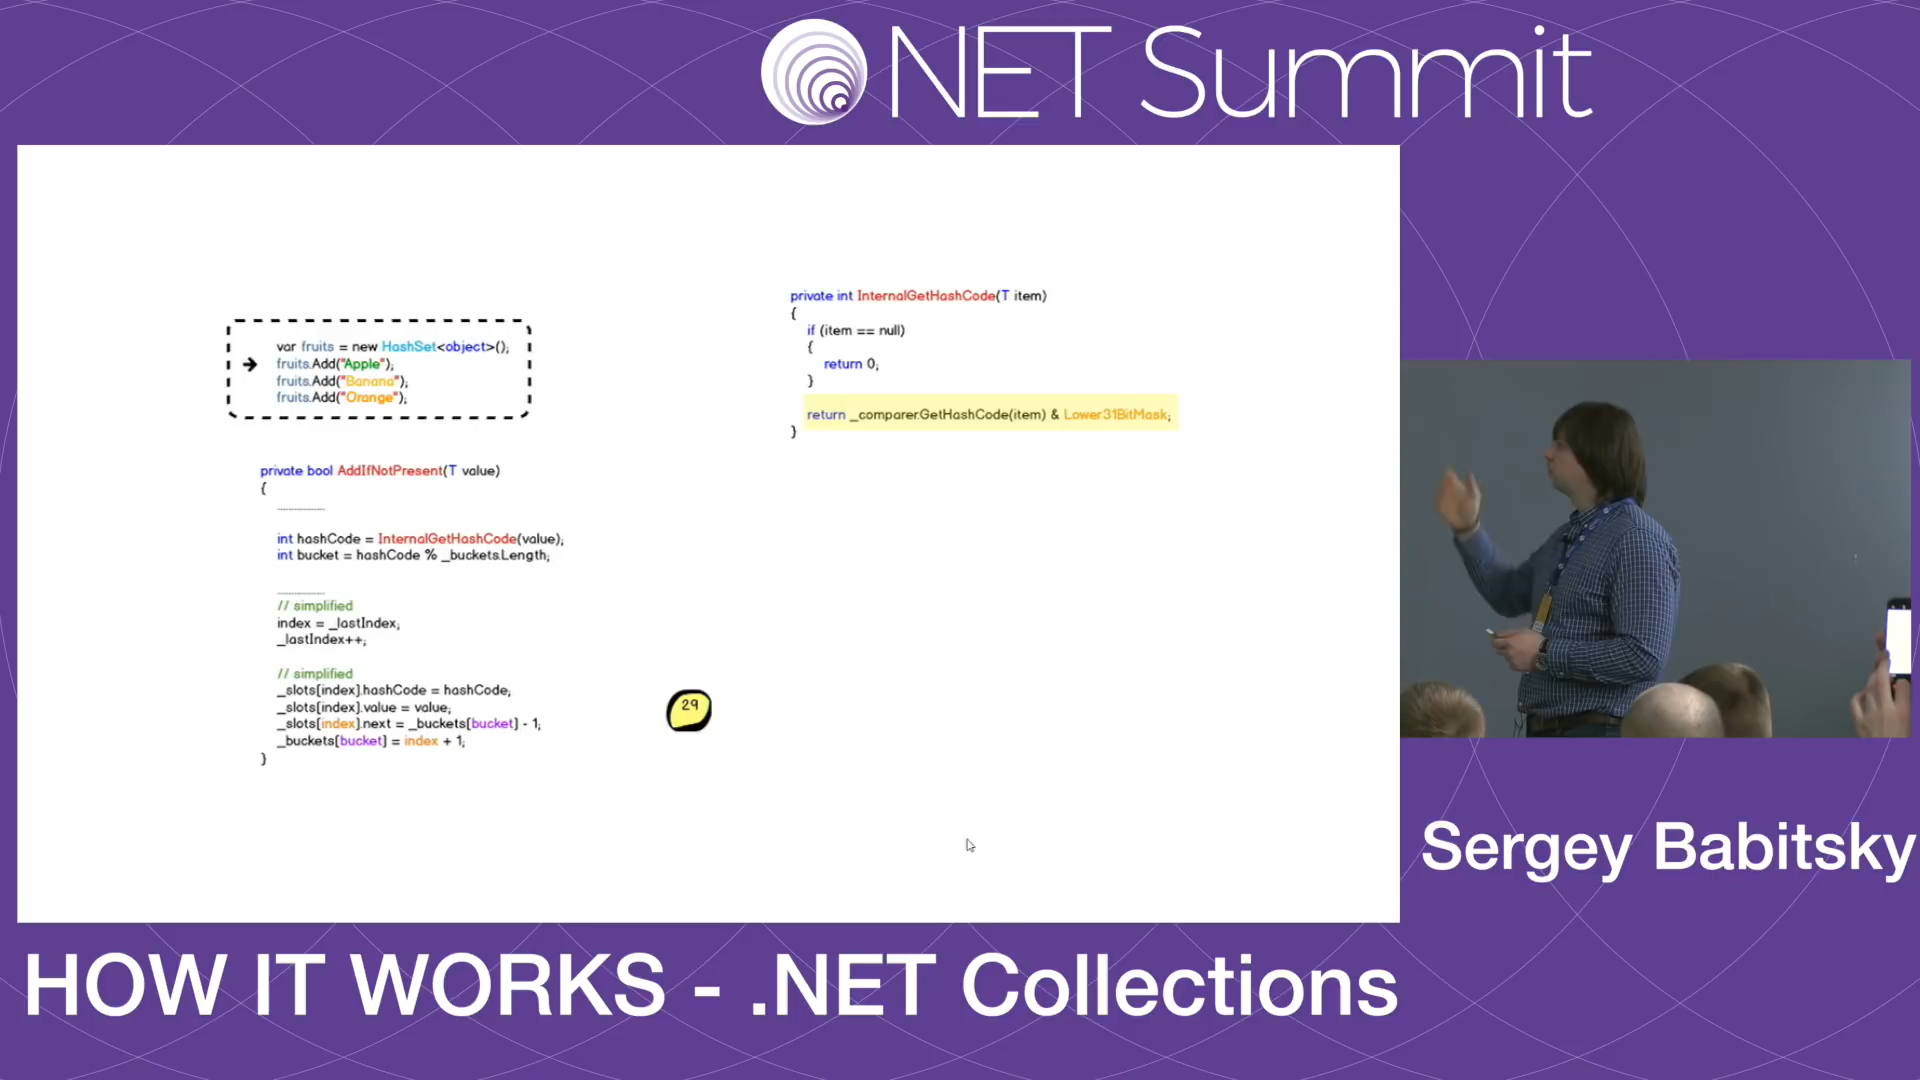 NET Summit
var fruits = new HashSet<object>();
fruits.Add("Apple");
fruits.Add("Banana");
fruits.Add("Orange");
private bool AddIfNotPresent(T value)
{
int hashCode = InternalGetHashCode(value);
int bucket = hashCode % _buckets.Length;
// simplified
index = _lastIndex;
_lastIndex++;
// simplified
_slots[index].hashCode = hashCode;
_slots[index].value = value;
_slots[index].next = _buckets[bucket] - 1;
_buckets[bucket] = index + 1;
}
29
private int InternalGetHashCode(T item)
{
if (item == null)
{
return 0;
}
return _comparer.GetHashCode(item) & Lower31BitMask;
}
Sergey Babitsky
HOW IT WORKS - .NET Collections